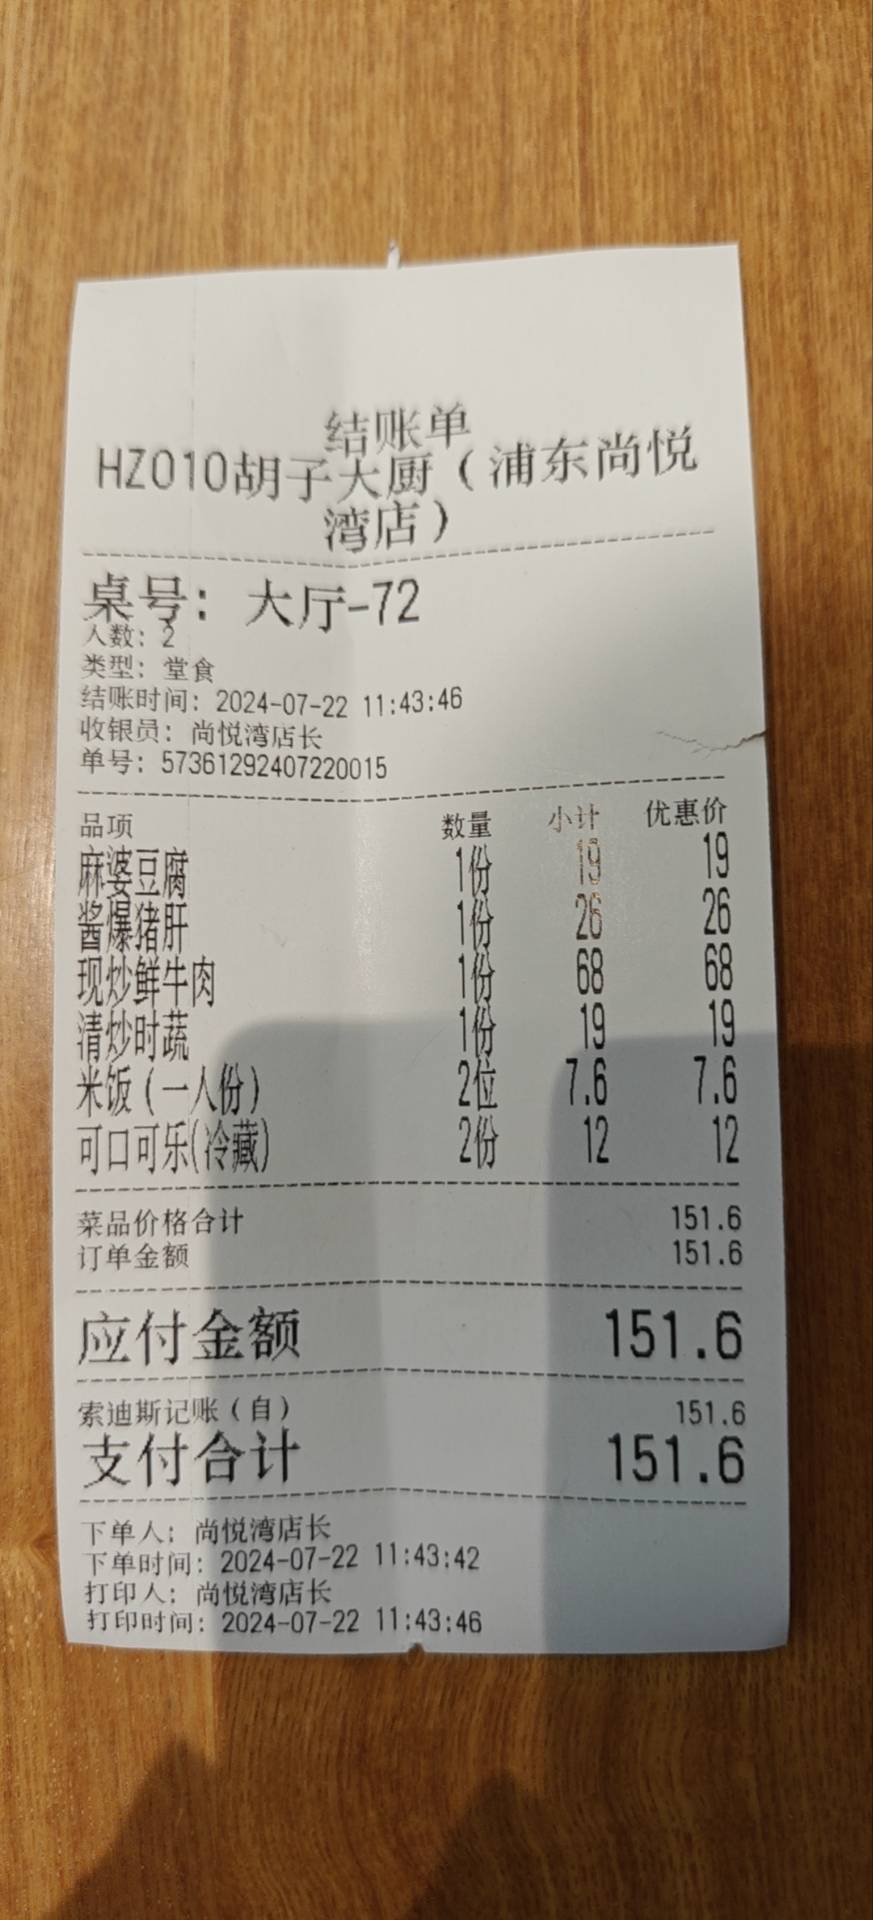 结账单
HZ010胡子大厨（浦东尚悦
湾店）
桌号：大厅-72
人数：2
类型：堂食
结账时间：2024-07-22 11:43:46
收银员：尚悦湾店长
单号：57361292407220015
品项 数量 小计 优惠价
麻婆豆腐 1份 19 19
酱爆猪肝 1份 26 26
现炒鲜牛肉 1份 68 68
清炒时蔬 1份 19 19
米饭（一人份） 2位 7.6 7.6
可口可乐(冷藏) 2份 12 12
菜品价格合计 151.6
订单金额 151.6
应付金额 151.6
索迪斯记账（自） 151.6
支付合计 151.6
下单人：尚悦湾店长
下单时间：2024-07-22 11:43:42
打印人：尚悦湾店长
打印时间：2024-07-22 11:43:46